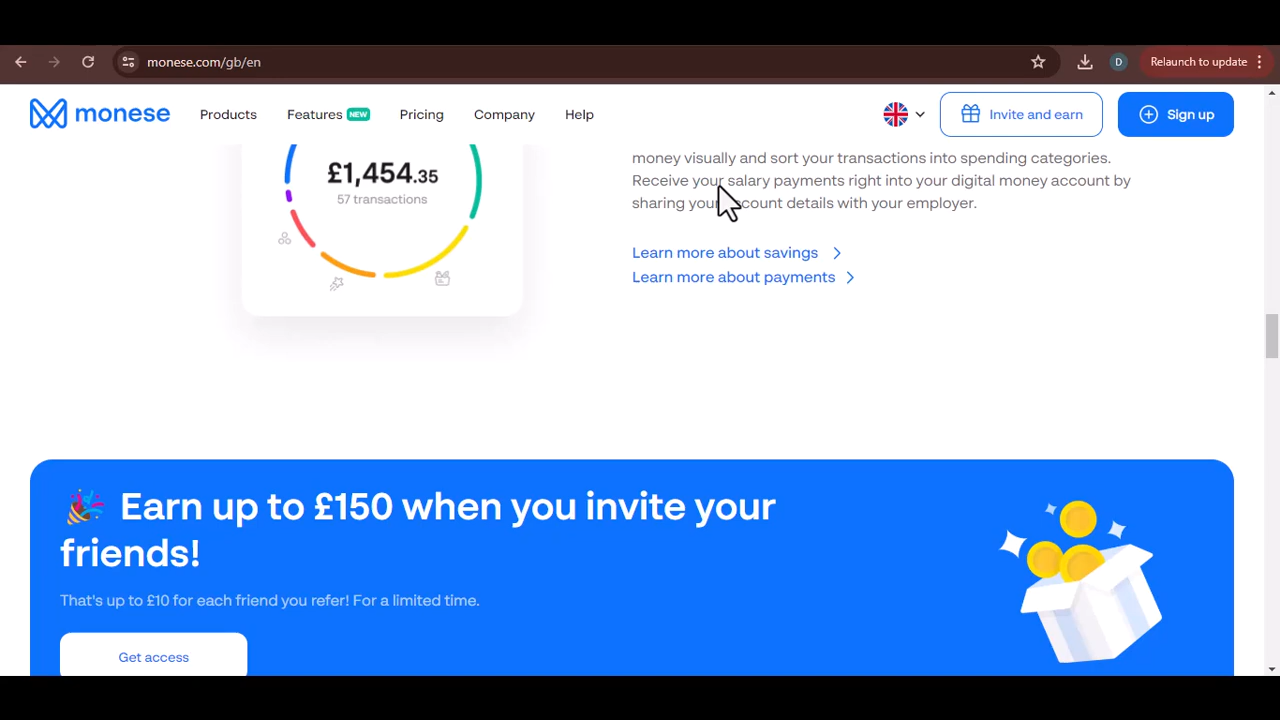 monese.com/gb/en
D
Relaunch to update
monese
Products
Features NEW
Pricing
Company
Help
Invite and earn
Sign up
£1,454.35
57 transactions
money visually and sort your transactions into spending categories.
Receive your salary payments right into your digital money account by
sharing your account details with your employer.
Learn more about savings
Learn more about payments
Earn up to £150 when you invite your
friends!
That's up to £10 for each friend you refer! For a limited time.
Get access